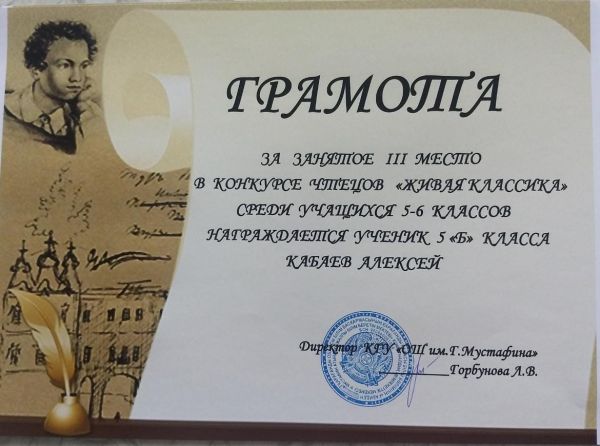 ГРАМОТА
ЗА ЗАНЯТОЕ III МЕСТО
В КОНКУРСЕ ЧТЕЦОВ «ЖИВАЯ КЛАССИКА»
СРЕДИ УЧАЩИХСЯ 5-6 КЛАССОВ
НАГРАЖДАЕТСЯ УЧЕНИК 5 «Б» КЛАССА
КАБАЕВ АЛЕКСЕЙ
Директор КГУ «ОШ им.Г.Мустафина»
Горбунова Л.В.